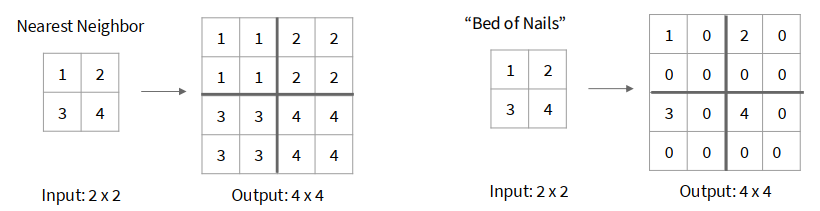 Nearest Neighbor
1 2
3 4
1 1 2 2
1 1 2 2
3 3 4 4
3 3 4 4
Input: 2 x 2
Output: 4 x 4
“Bed of Nails”
1 2
3 4
1 0 2 0
0 0 0 0
3 0 4 0
0 0 0 0
Input: 2 x 2
Output: 4 x 4